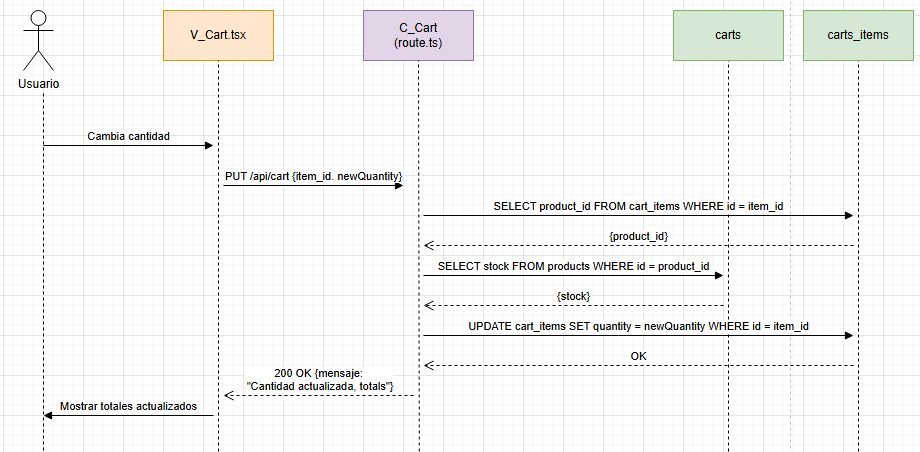 V_Cart.tsx
C_Cart
(route.ts)
carts
carts_items
Usuario
Cambia cantidad
PUT /api/cart {item_id. newQuantity}
SELECT product_id FROM cart_items WHERE id = item_id
{product_id}
SELECT stock FROM products WHERE id = product_id
{stock}
UPDATE cart_items SET quantity = newQuantity WHERE id = item_id
OK
200 OK {mensaje:
"Cantidad actualizada, totals"}
Mostrar totales actualizados